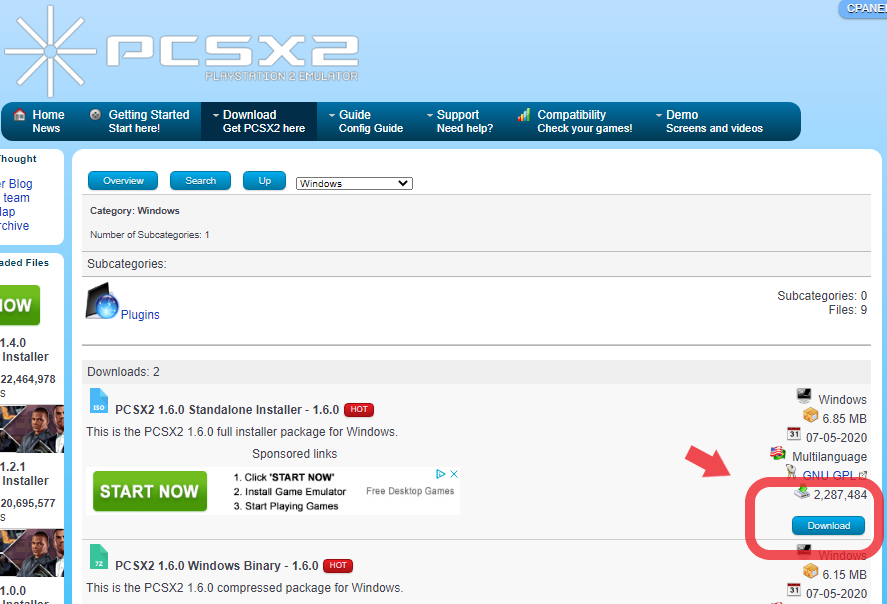 CPANEL
PCSX2
PLAYSTATION 2 EMULATOR
Home
News
Getting Started
Start here!
Download
Get PCSX2 here
Guide
Config Guide
Support
Need help?
Compatibility
Check your games!
Demo
Screens and videos
hought
r Blog
team
ap
rchive
aded Files
NOW
1.4.0
Installer
22,464,978
s
1.2.1
Installer
20,695,577
s
1.0.0
Installer
Overview
Search
Up
Windows
Category: Windows
Number of Subcategories: 1
Subcategories:
Plugins
Subcategories: 0
Files: 9
Downloads: 2
ISO
PCSX2 1.6.0 Standalone Installer - 1.6.0 HOT
This is the PCSX2 1.6.0 full installer package for Windows.
Sponsored links
START NOW
1. Click 'START NOW'
2. Install Game Emulator
3. Start Playing Games
Free Desktop Games
Windows
6.85 MB
31 07-05-2020
Multilanguage
GNU GPL
2,287,484
Download
7Z
PCSX2 1.6.0 Windows Binary - 1.6.0 HOT
This is the PCSX2 1.6.0 compressed package for Windows.
Windows
6.15 MB
31 07-05-2020